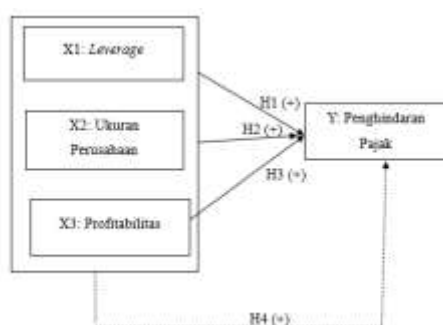 X1: Leverage
H1 (+)
X2: Ukuran
Perusahaan
H2 (+)
Y: Penghindaran
Pajak
H3 (+)
X3: Profitabilitas
H4 (+)